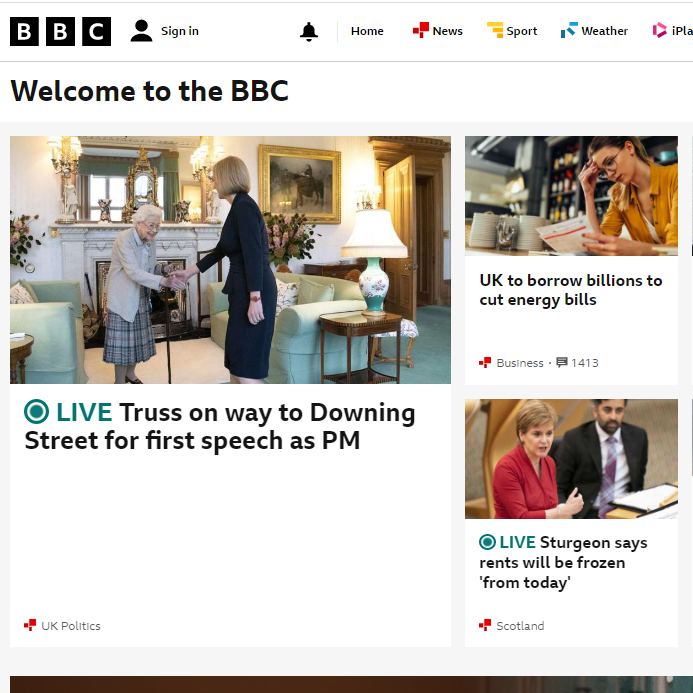 BBC Sign in Home News Sport Weather iPla
Welcome to the BBC
LIVE Truss on way to Downing
Street for first speech as PM
UK Politics
UK to borrow billions to
cut energy bills
Business · 1413
LIVE Sturgeon says
rents will be frozen
'from today'
Scotland